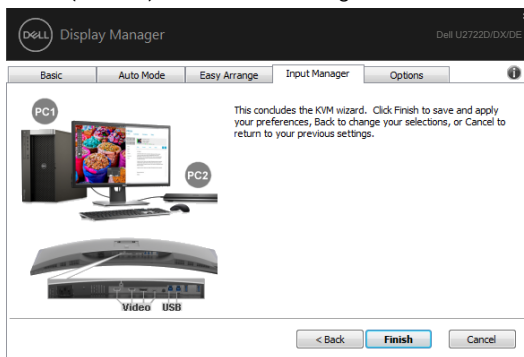 DELL Display Manager
Dell U2722D/DX/DE
Basic
Auto Mode
Easy Arrange
Input Manager
Options
PC1
PC2
This concludes the KVM wizard. Click Finish to save and apply
your preferences, Back to change your selections, or Cancel to
return to your previous settings.
Video USB
< Back
Finish
Cancel